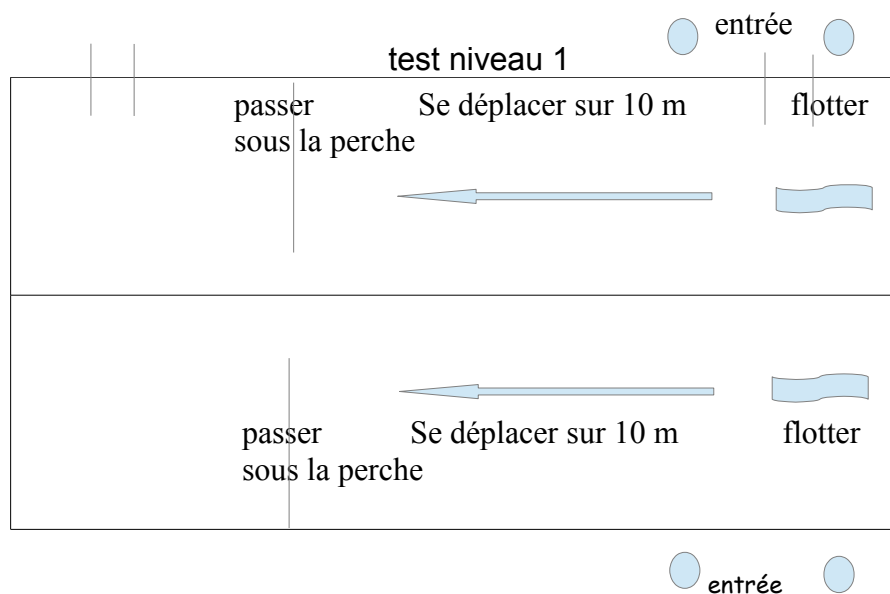 entrée
test niveau 1
passer
sous la perche
Se déplacer sur 10 m
flotter
passer
sous la perche
Se déplacer sur 10 m
flotter
entrée